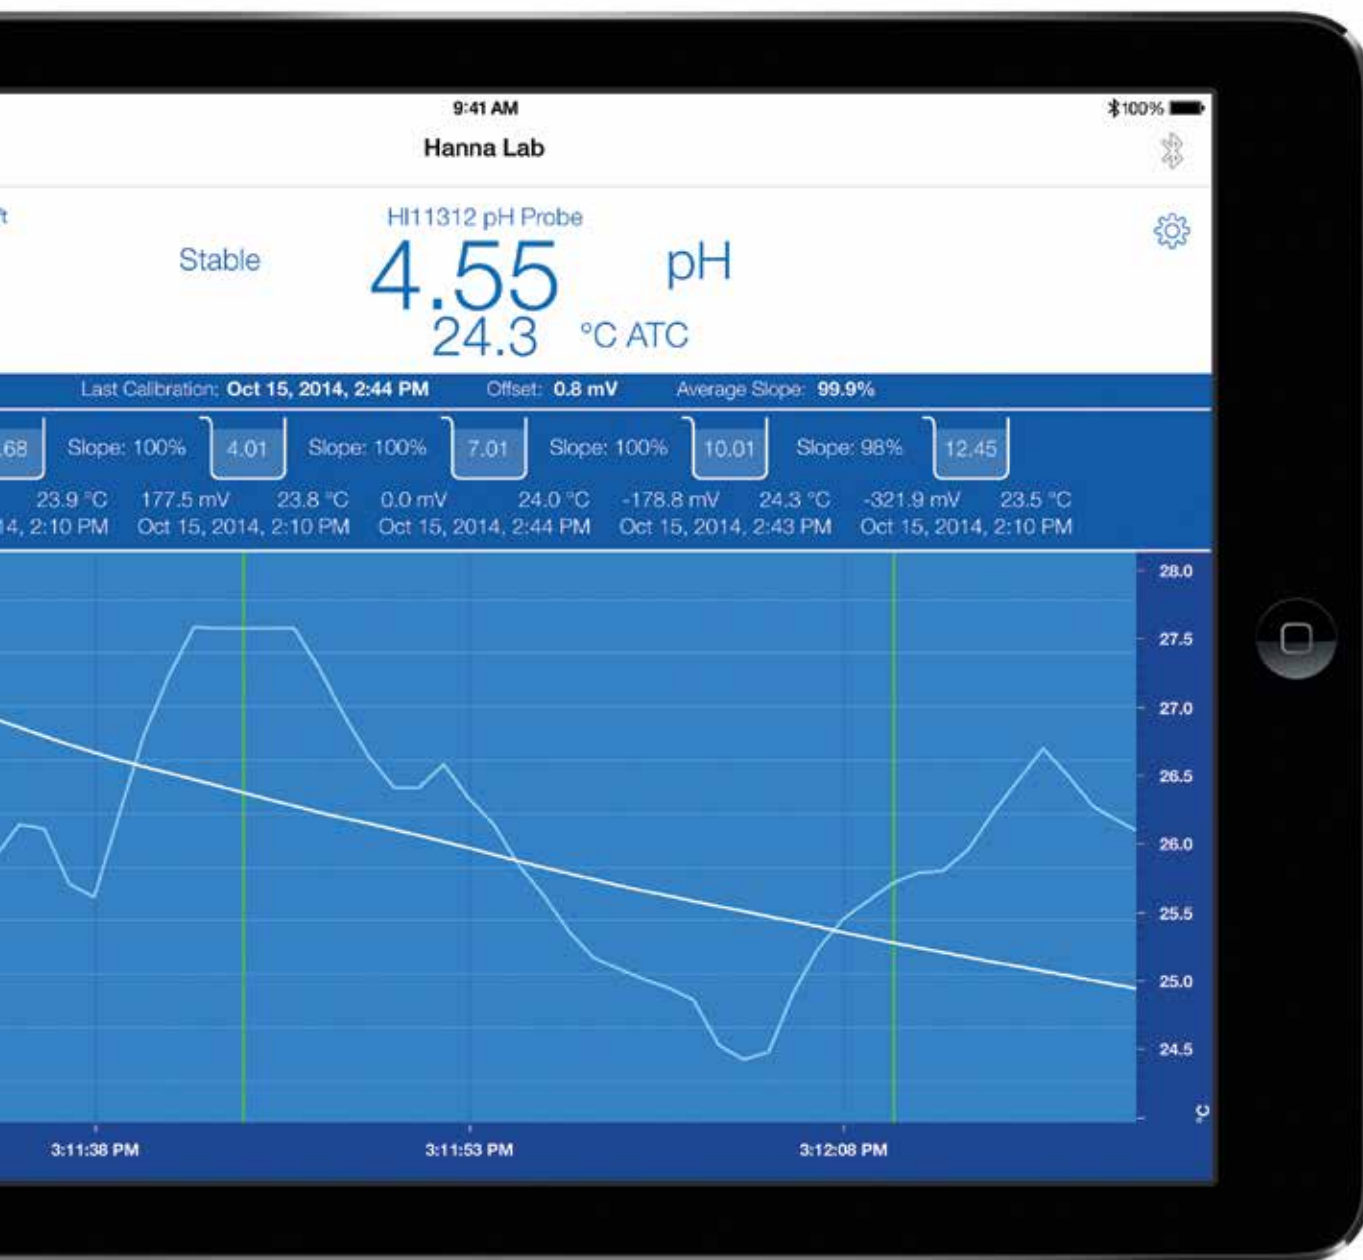 9:41 AM
100%
Hanna Lab
HI11312 pH Probe
Stable 4.55 pH
24.3 °C ATC
Last Calibration: Oct 15, 2014, 2:44 PM Offset: 0.8 mV Average Slope: 99.9%
.68 Slope: 100% 4.01 Slope: 100% 7.01 Slope: 100% 10.01 Slope: 98% 12.45
23.9 °C 177.5 mV 23.8 °C 0.0 mV 24.0 °C -178.8 mV 24.3 °C -321.9 mV 23.5 °C
14, 2:10 PM Oct 15, 2014, 2:10 PM Oct 15, 2014, 2:44 PM Oct 15, 2014, 2:43 PM Oct 15, 2014, 2:10 PM
28.0
27.5
27.0
26.5
26.0
25.5
25.0
24.5
°C
3:11:38 PM 3:11:53 PM 3:12:08 PM